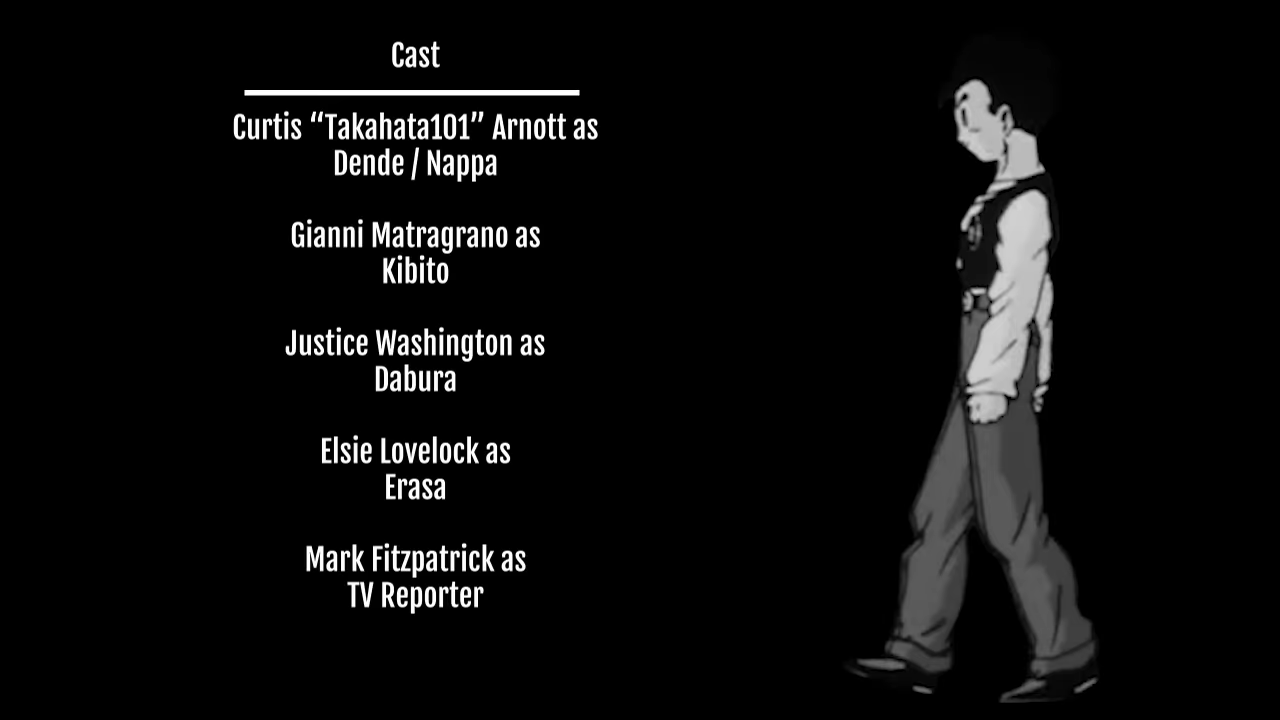 Cast
Curtis “Takahata101” Arnott as
Dende / Nappa
Gianni Matragrano as
Kibito
Justice Washington as
Dabura
Elsie Lovelock as
Erasa
Mark Fitzpatrick as
TV Reporter